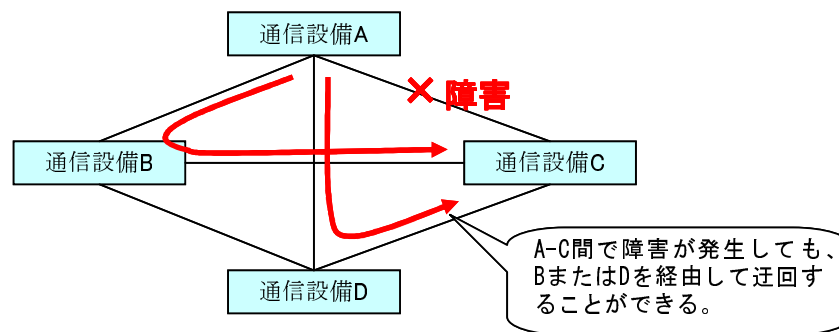 通信設備A
×障害
通信設備B
通信設備C
A-C間で障害が発生しても、
BまたはDを経由して迂回す
ることができる。
通信設備D